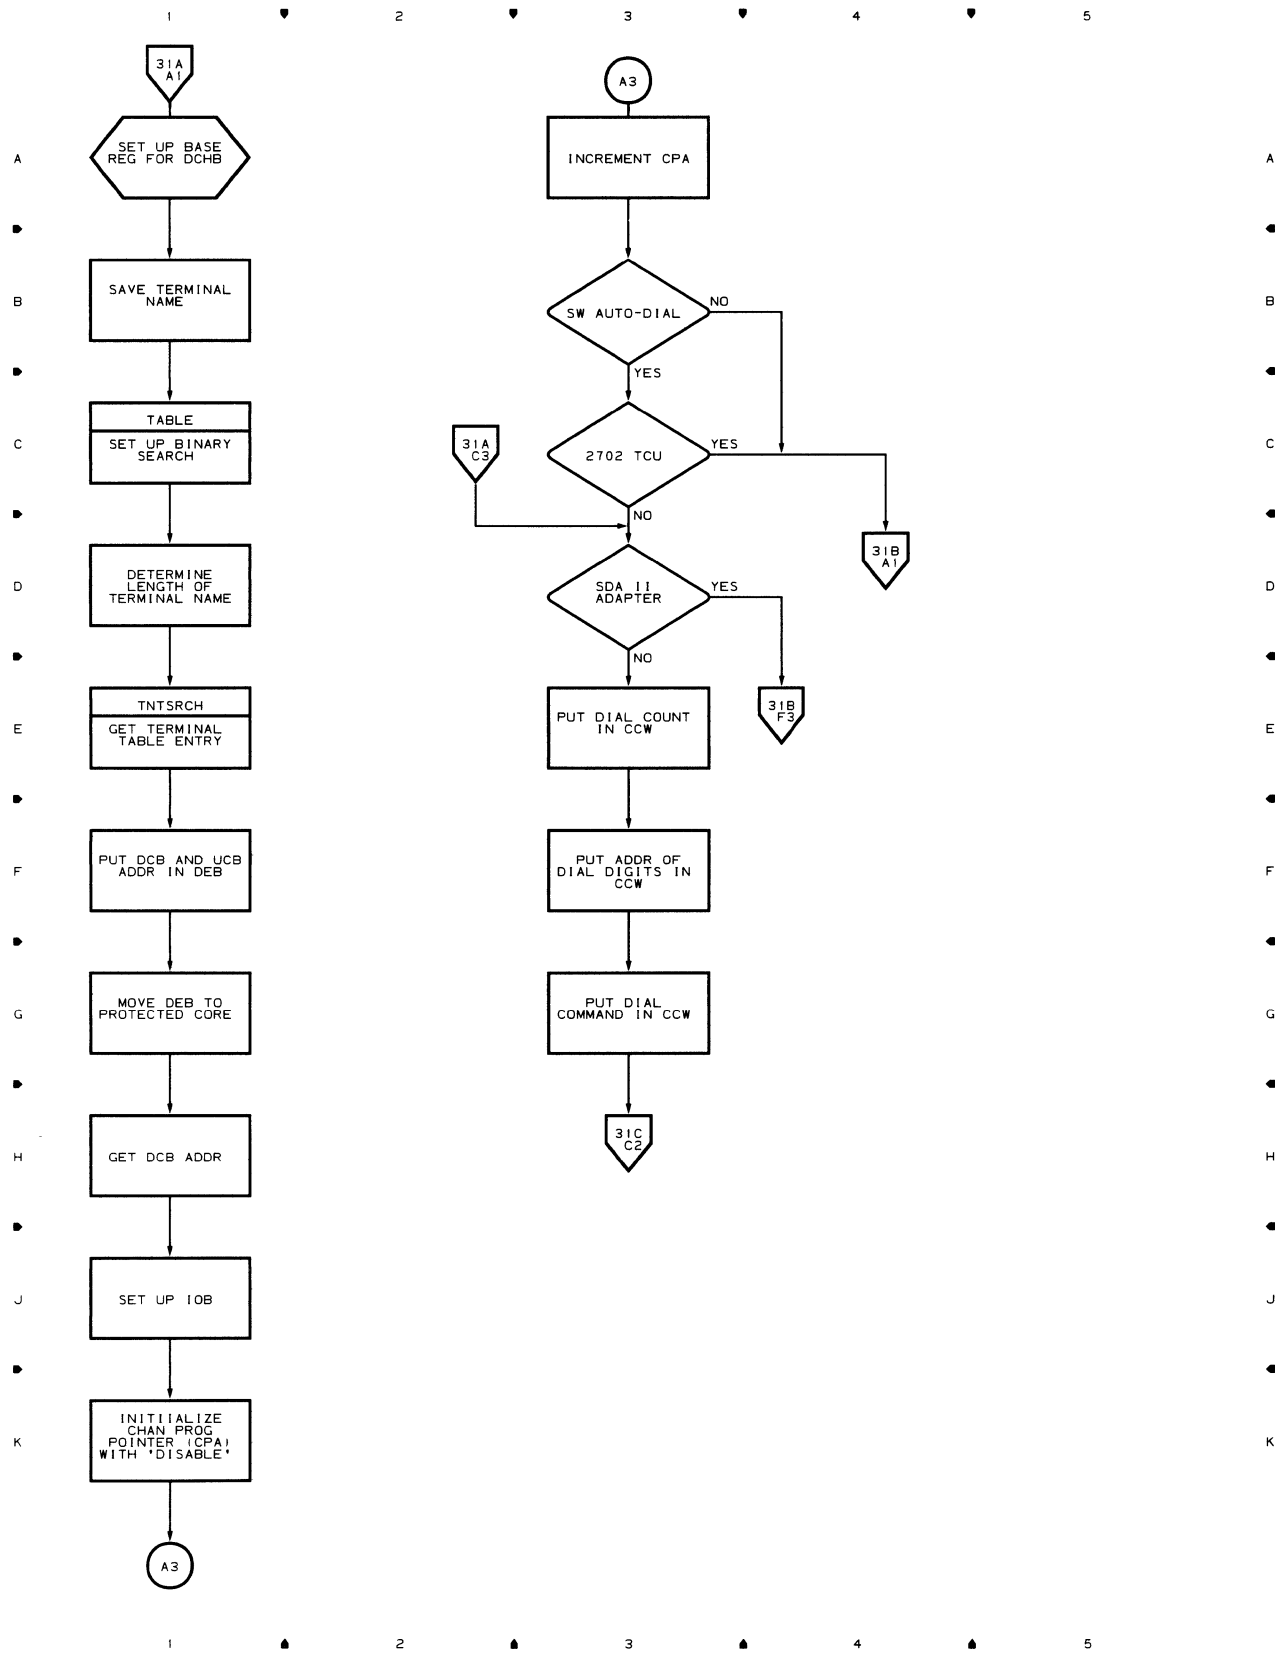 1 2 3 4 5
31A
A1
SET UP BASE
REG FOR DCHB
A
SAVE TERMINAL
NAME
B
TABLE
SET UP BINARY
SEARCH
C
DETERMINE
LENGTH OF
TERMINAL NAME
D
TNTSRCH
GET TERMINAL
TABLE ENTRY
E
PUT DCB AND UCB
ADDR IN DEB
F
MOVE DEB TO
PROTECTED CORE
G
GET DCB ADDR
H
SET UP IOB
J
INITIIALIZE
CHAN PROG
POINTER (CPA)
WITH 'DISABLE'
K
A3
A3
INCREMENT CPA
A
SW AUTO-DIAL
NO
YES
B
31A
C3
2702 TCU
YES
NO
C
31B
A1
SDA II
ADAPTER
YES
NO
D
31B
F3
PUT DIAL COUNT
IN CCW
E
PUT ADDR OF
DIAL DIGITS IN
CCW
F
PUT DIAL
COMMAND IN CCW
G
31C
C2
H
J
K
1 2 3 4 5